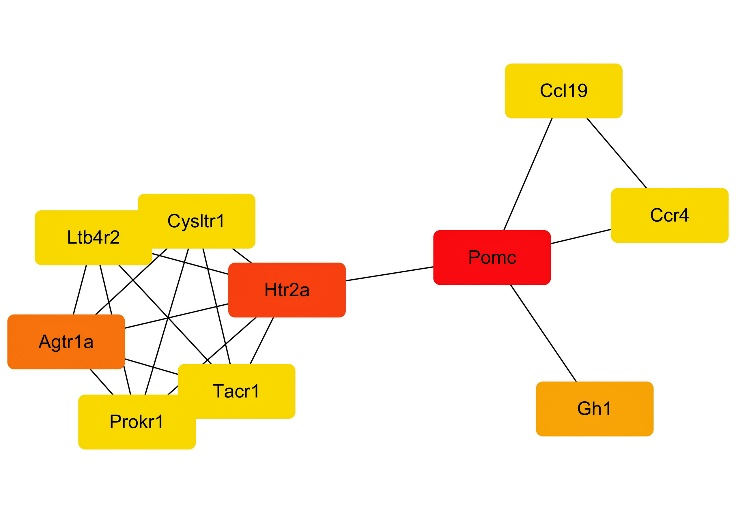 Ccl19
Ccr4
Cysltr1
Ltb4r2
Pomc
Htr2a
Agtr1a
Tacr1
Gh1
Prokr1